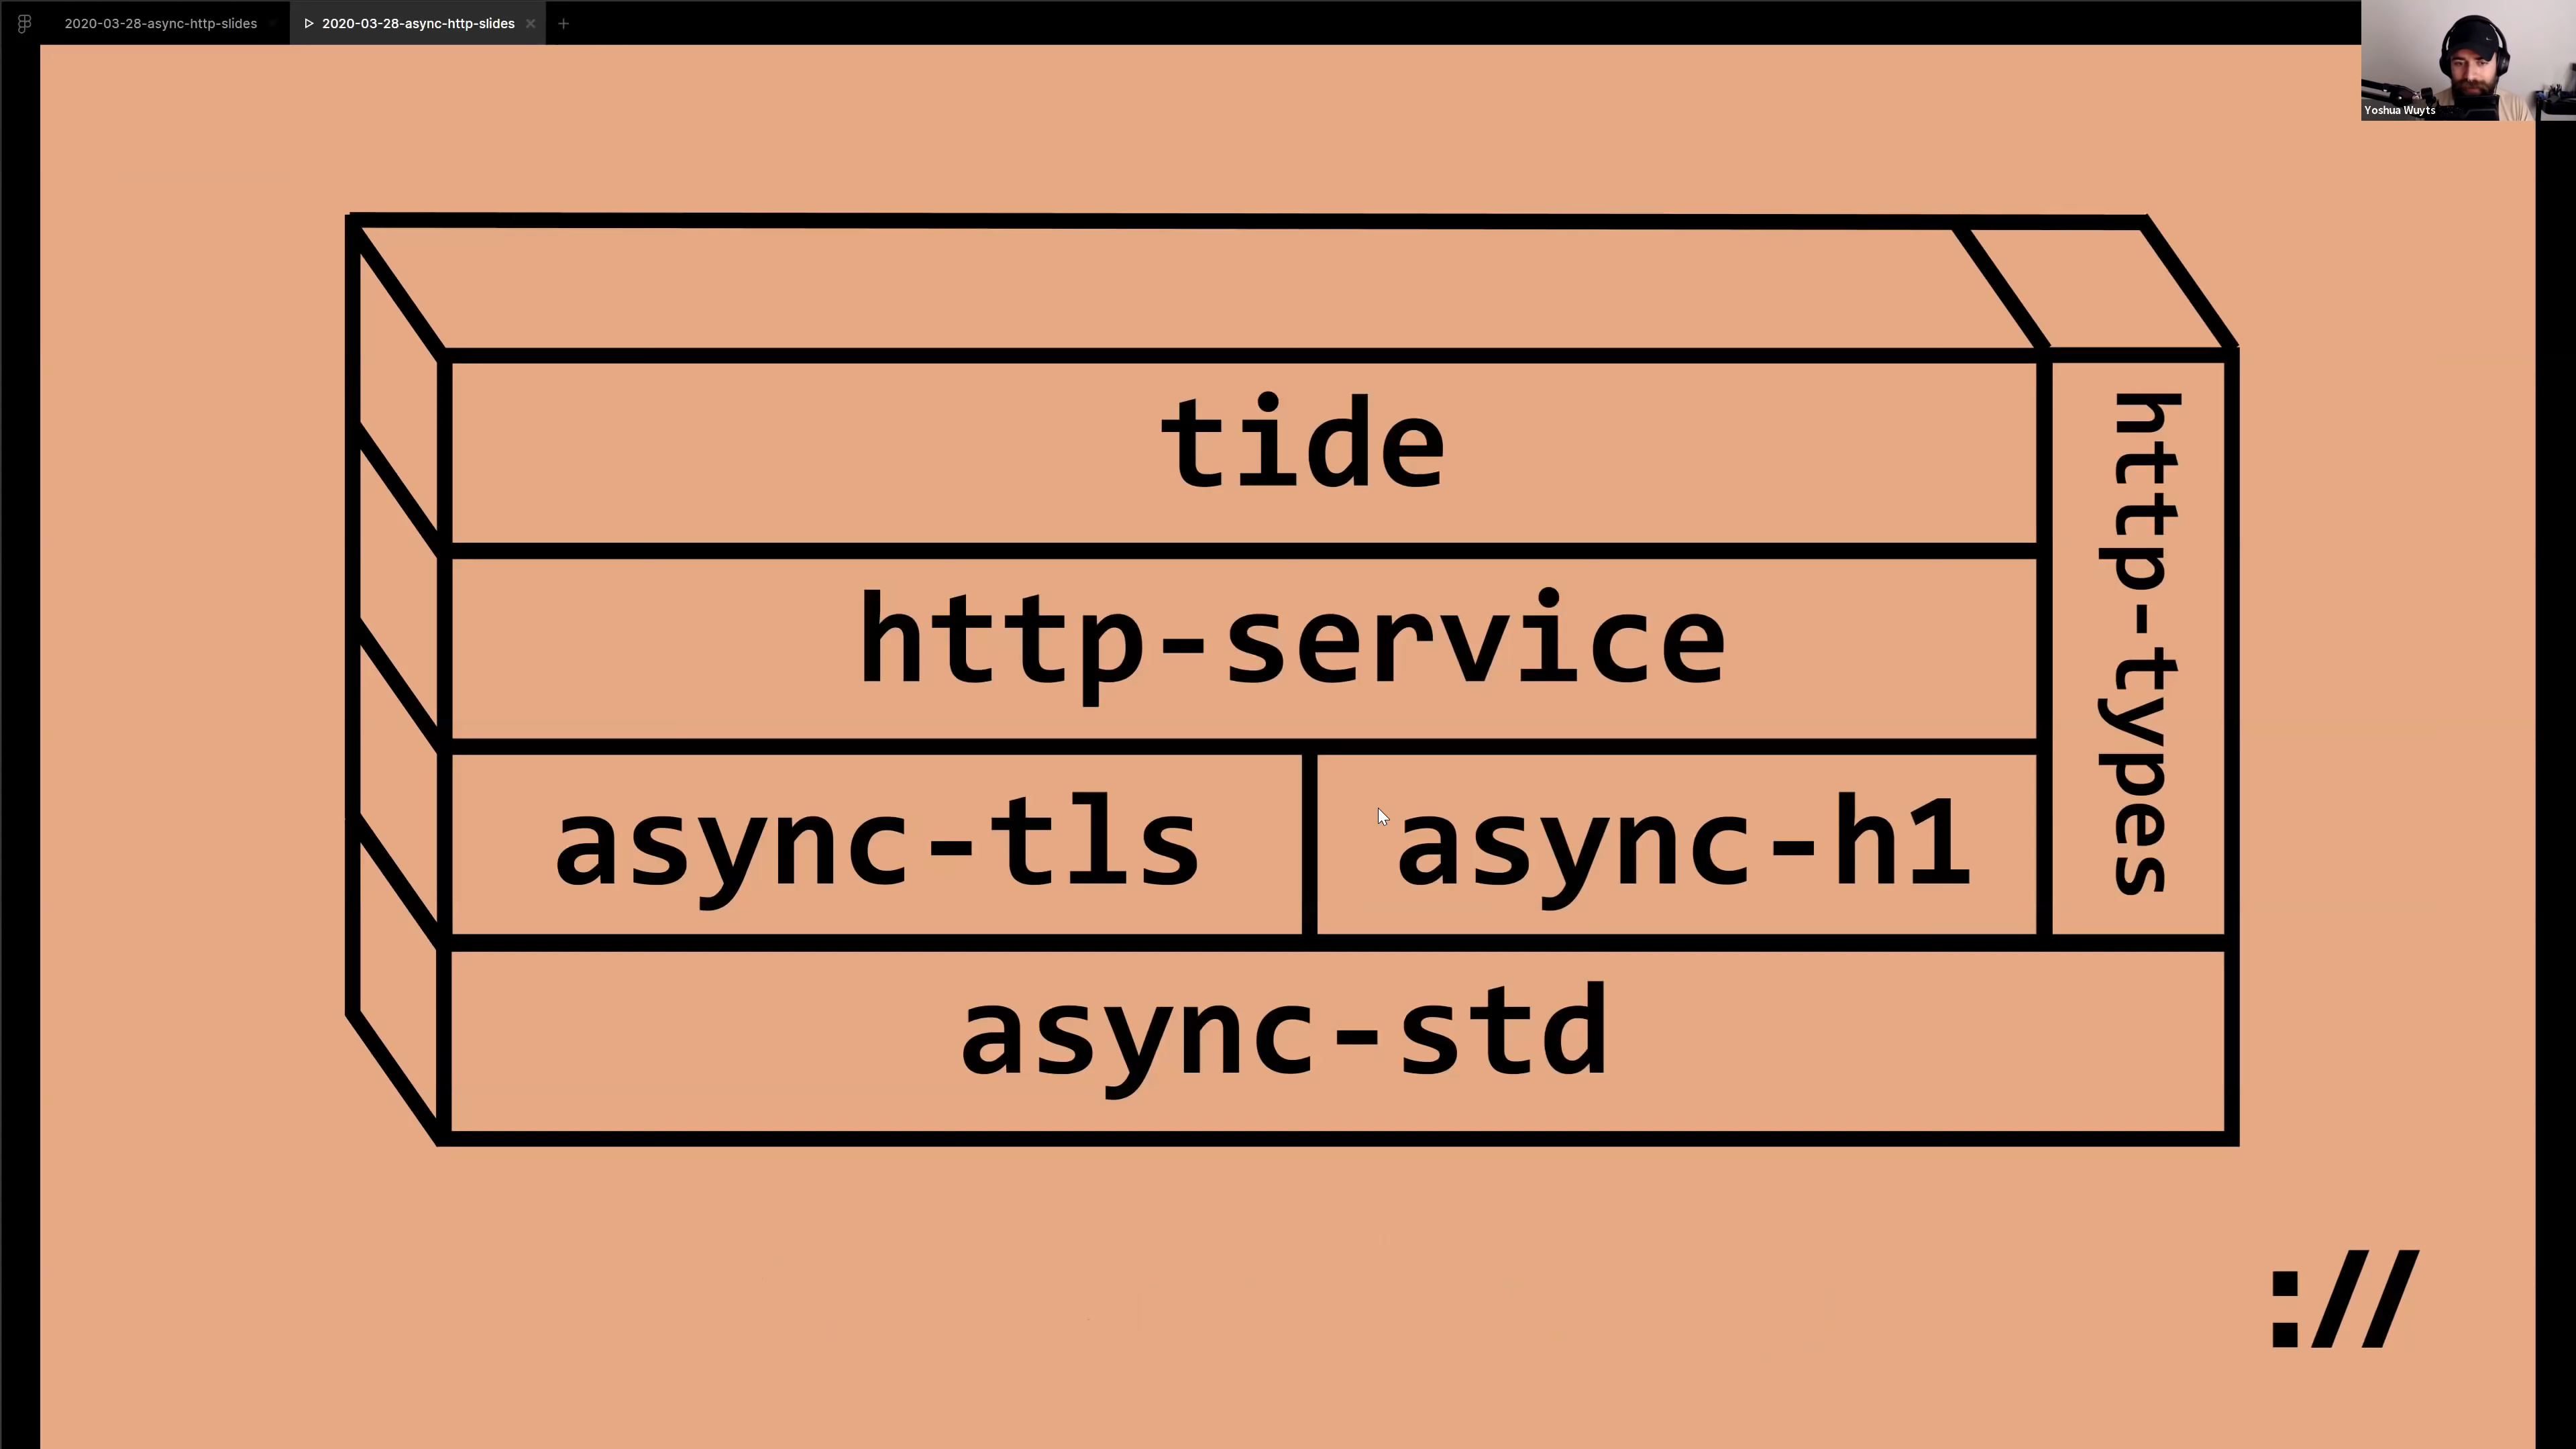 2020-03-28-async-http-slides
2020-03-28-async-http-slides
Yoshua Wuyts
tide
http-service
http-types
async-tls
async-h1
async-std
://